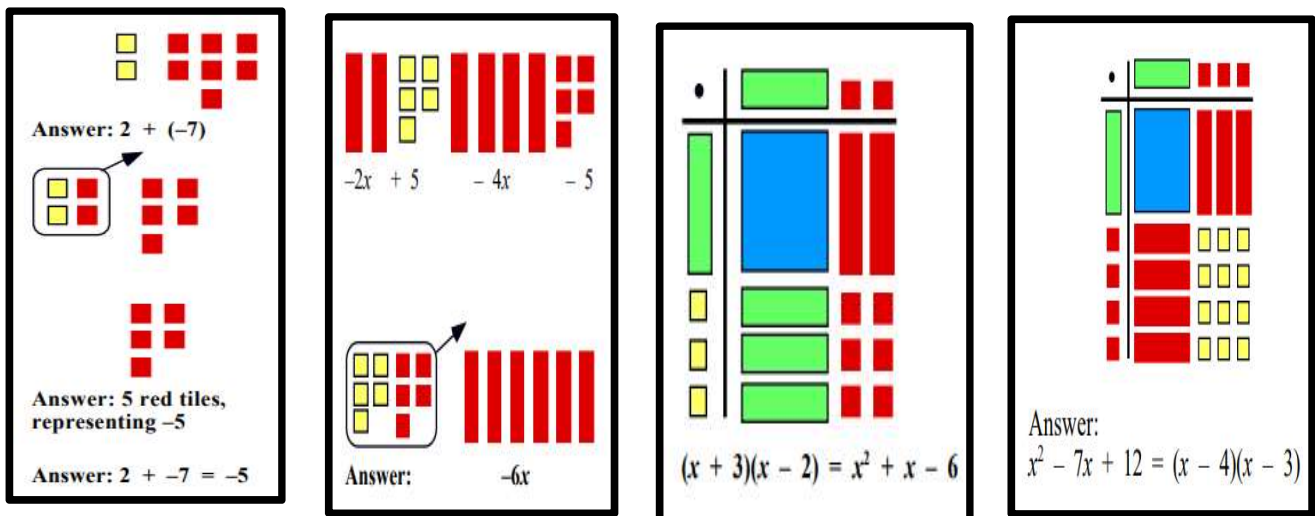 Answer: 2 + (–7)
Answer: 5 red tiles,
representing –5
Answer: 2 + –7 = –5
–2x + 5 – 4x – 5
Answer: –6x
(x + 3)(x – 2) = x² + x – 6
Answer:
x² – 7x + 12 = (x – 4)(x – 3)